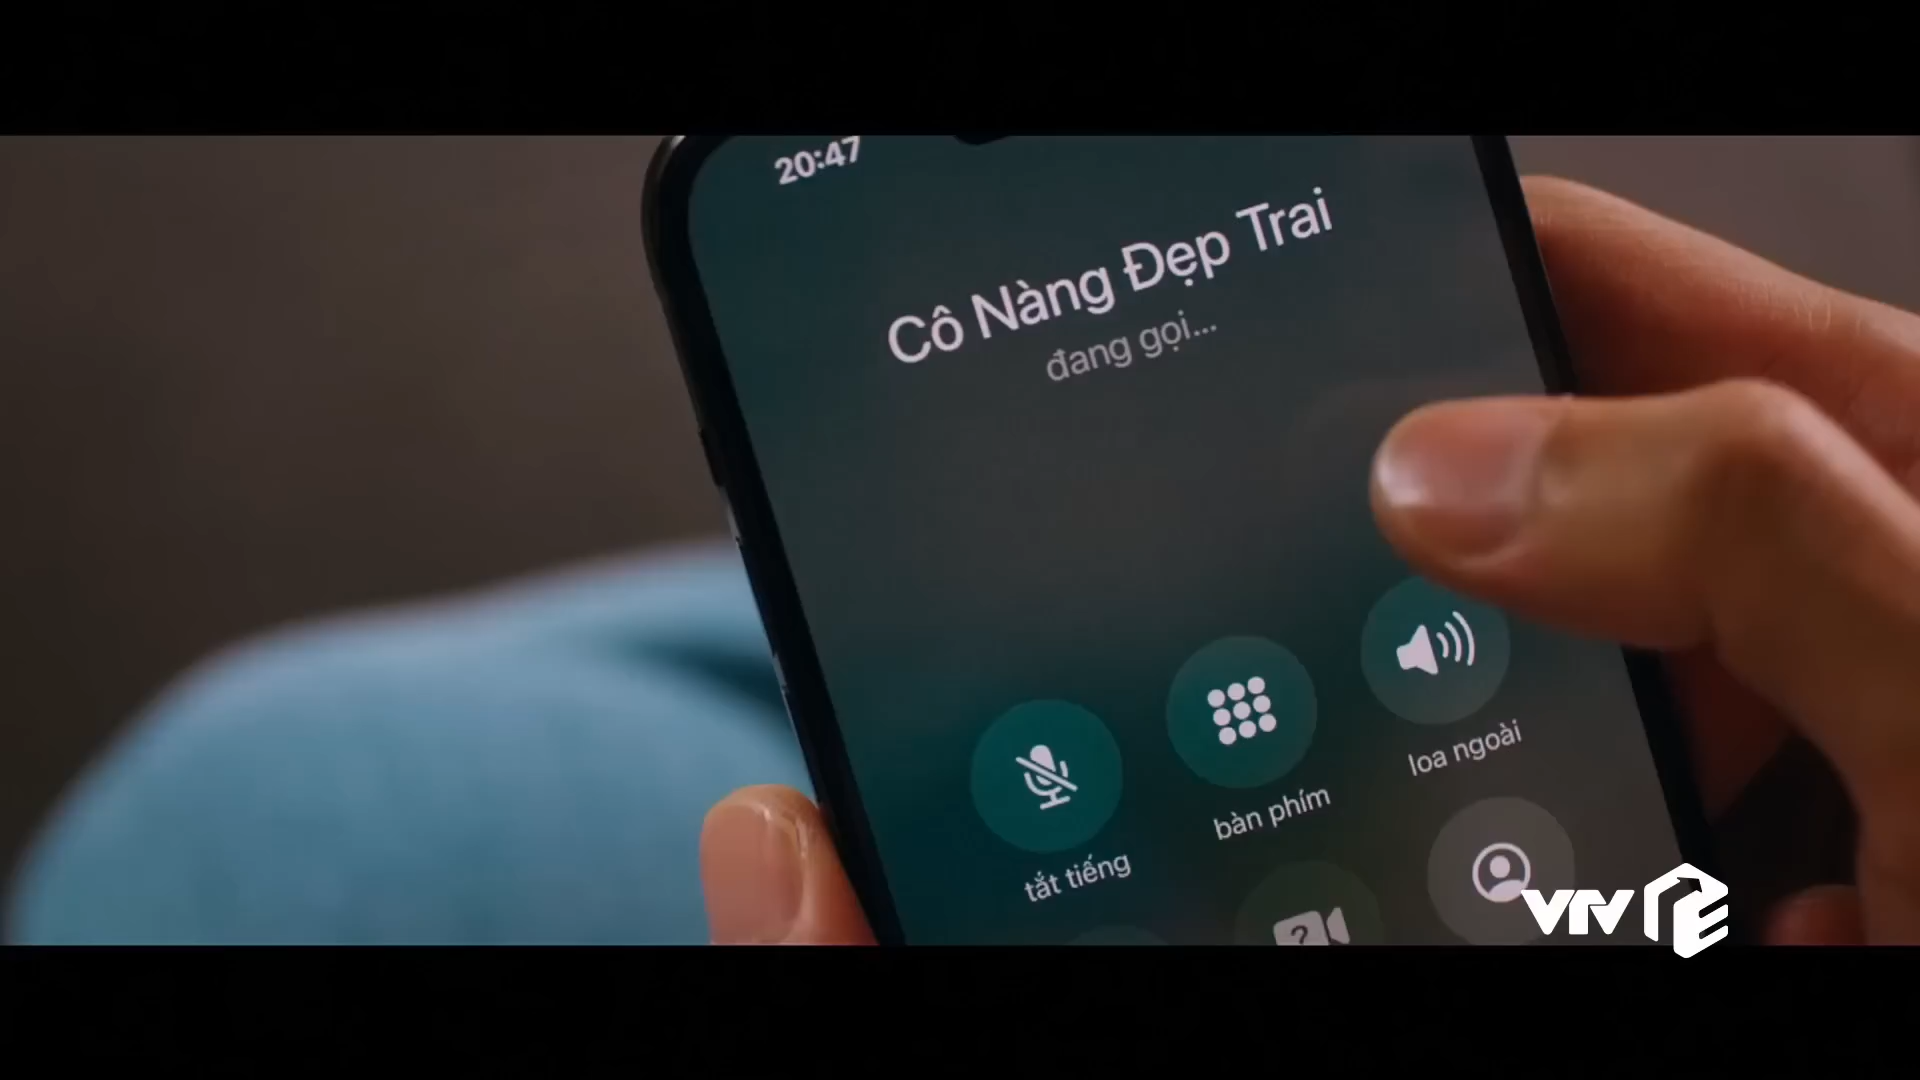 20:47
Cô Nàng Đẹp Trai
đang gọi...
tắt tiếng
bàn phím
loa ngoài
?
VTV